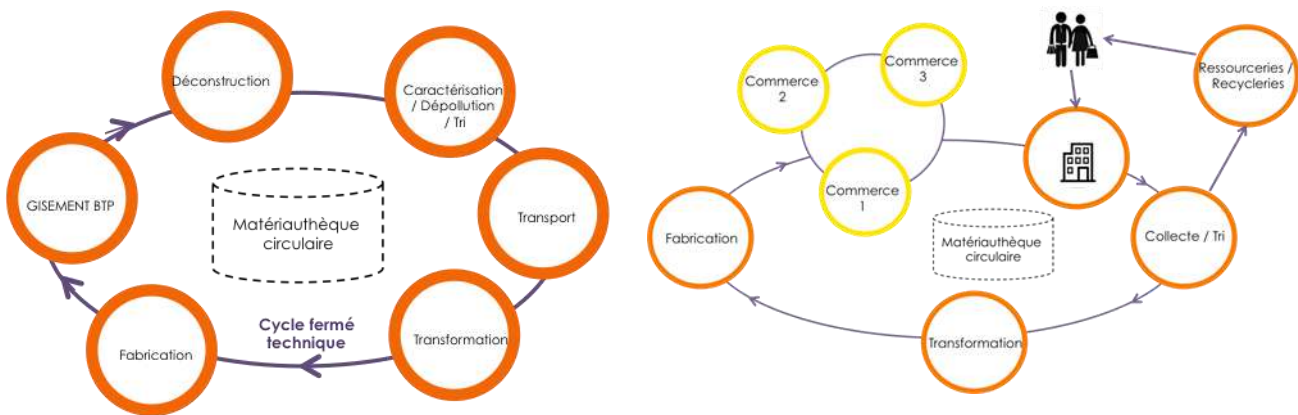 Déconstruction
Caractérisation
/ Dépollution
/ Tri
GISEMENT BTP
Matériauthèque
circulaire
Transport
Cycle fermé
technique
Fabrication
Transformation
Commerce
3
Commerce
2
Commerce
1
Ressourceries /
Recycleries
Fabrication
Matériauthèque
circulaire
Collecte / Tri
Transformation